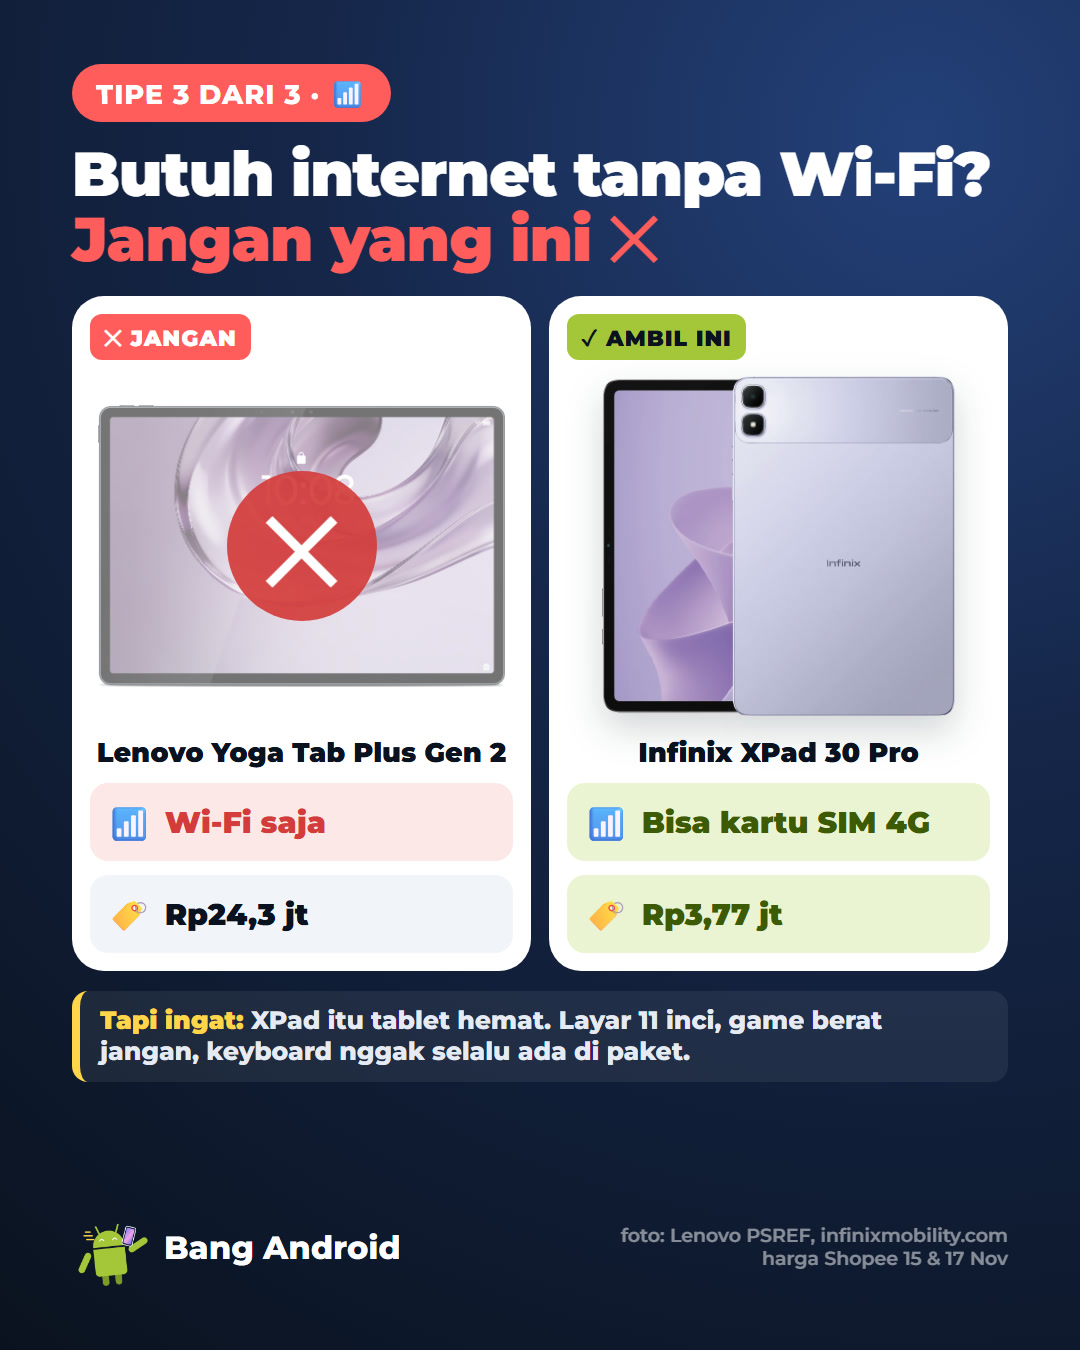 TIPE 3 DARI 3 • 📶
Butuh internet tanpa Wi-Fi?
Jangan yang ini ✕
✕ JANGAN
10:08
Lenovo Yoga Tab Plus Gen 2
📶 Wi-Fi saja
🏷️ Rp24,3 jt
✓ AMBIL INI
Infinix
Infinix XPad 30 Pro
📶 Bisa kartu SIM 4G
🏷️ Rp3,77 jt
Tapi ingat: XPad itu tablet hemat. Layar 11 inci, game berat
jangan, keyboard nggak selalu ada di paket.
Bang Android
foto: Lenovo PSREF, infinixmobility.com
harga Shopee 15 & 17 Nov